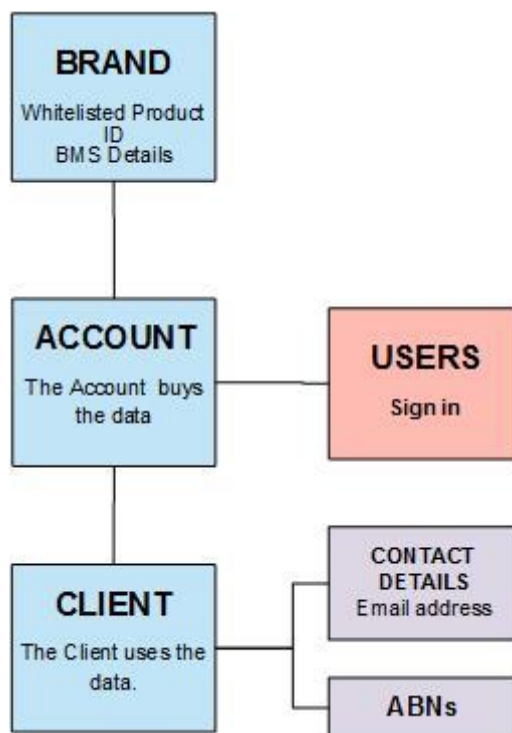 BRAND
Whitelisted Product
ID
BMS Details
ACCOUNT
The Account buys
the data
USERS
Sign in
CLIENT
The Client uses the
data.
CONTACT
DETAILS
Email address
ABNs